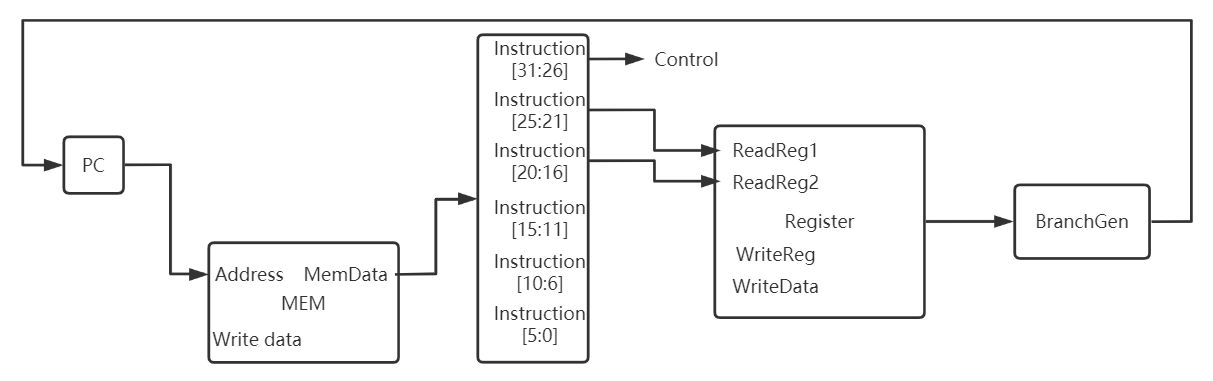 PC
Address MemData
MEM
Write data
Instruction
[31:26]
Instruction
[25:21]
Instruction
[20:16]
Instruction
[15:11]
Instruction
[10:6]
Instruction
[5:0]
Control
ReadReg1
ReadReg2
Register
WriteReg
WriteData
BranchGen